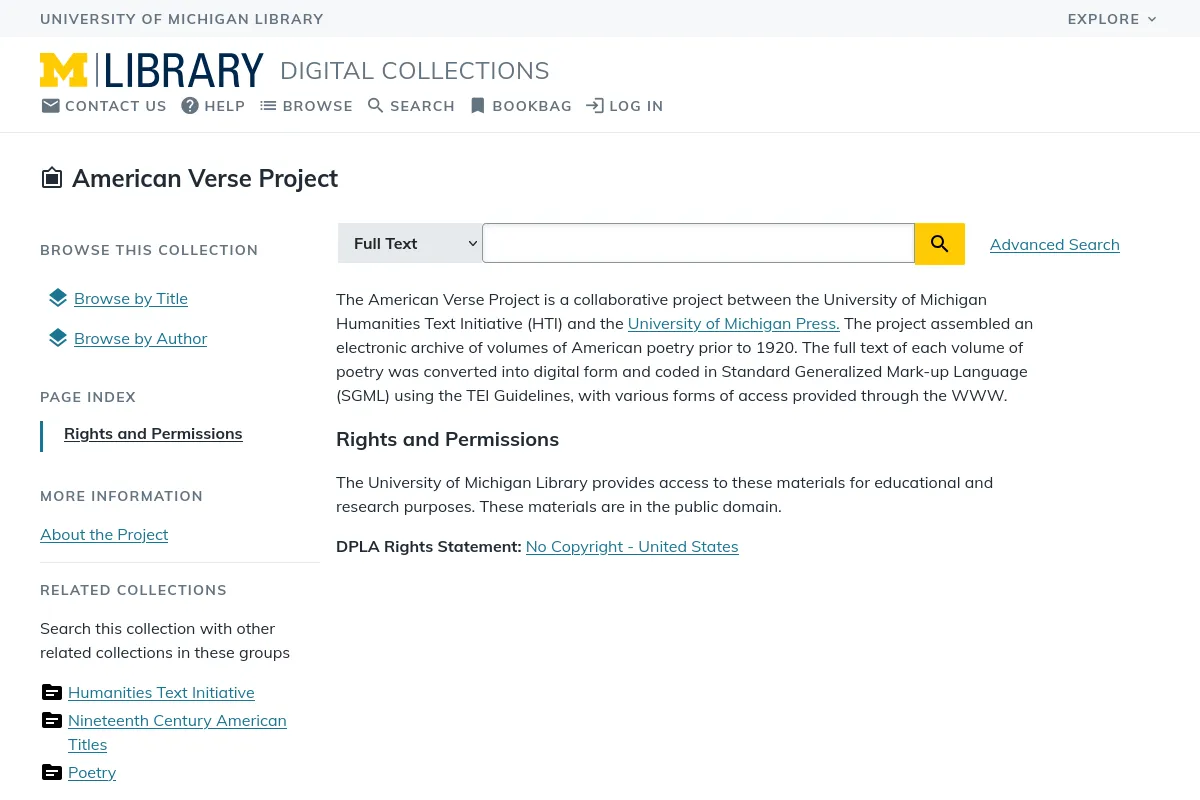 UNIVERSITY OF MICHIGAN LIBRARY
EXPLORE
M LIBRARY DIGITAL COLLECTIONS
CONTACT US HELP BROWSE SEARCH BOOKBAG LOG IN
American Verse Project
BROWSE THIS COLLECTION
Browse by Title
Browse by Author
PAGE INDEX
Rights and Permissions
MORE INFORMATION
About the Project
RELATED COLLECTIONS
Search this collection with other
related collections in these groups
Humanities Text Initiative
Nineteenth Century American
Titles
Poetry
Full Text
Advanced Search
The American Verse Project is a collaborative project between the University of Michigan
Humanities Text Initiative (HTI) and the University of Michigan Press. The project assembled an
electronic archive of volumes of American poetry prior to 1920. The full text of each volume of
poetry was converted into digital form and coded in Standard Generalized Mark-up Language
(SGML) using the TEI Guidelines, with various forms of access provided through the WWW.
Rights and Permissions
The University of Michigan Library provides access to these materials for educational and
research purposes. These materials are in the public domain.
DPLA Rights Statement: No Copyright - United States